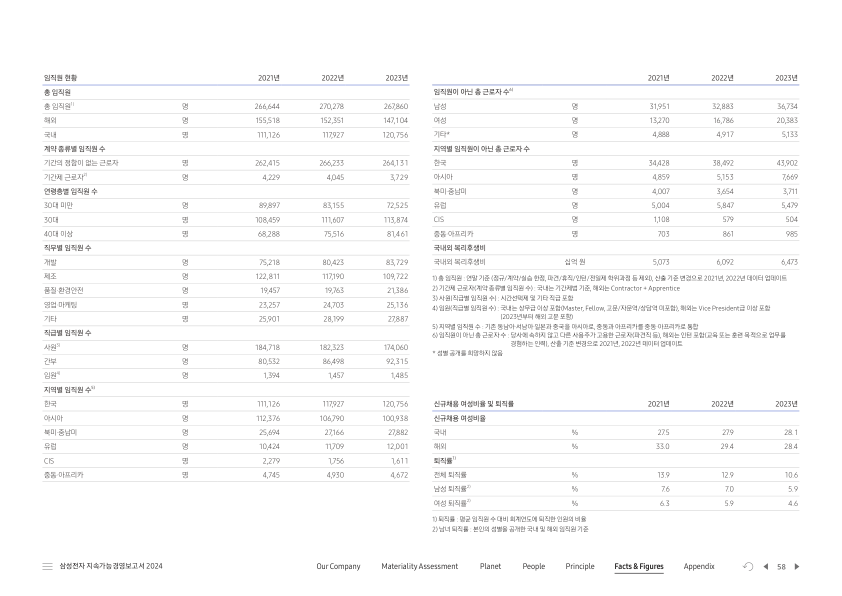 임직원 현황 2021년 2022년 2023년
총 임직원
총 임직원1) 명 266,644 270,278 267,860
해외 명 155,518 152,351 147,104
국내 명 111,126 117,927 120,756
계약 종류별 임직원 수
기간의 정함이 없는 근로자 명 262,415 266,233 264,131
기간제 근로자2) 명 4,229 4,045 3,729
연령층별 임직원 수
30대 미만 명 89,897 83,155 72,525
30대 명 108,459 111,607 113,874
40대 이상 명 68,288 75,516 81,461
직무별 임직원 수
개발 명 75,218 80,423 83,729
제조 명 122,811 117,190 109,722
품질·환경안전 명 19,457 19,763 21,386
영업·마케팅 명 23,257 24,703 25,136
기타 명 25,901 28,199 27,887
직급별 임직원 수
사원3) 명 184,718 182,323 174,060
간부 명 80,532 86,498 92,315
임원4) 명 1,394 1,457 1,485
지역별 임직원 수5)
한국 명 111,126 117,927 120,756
아시아 명 112,376 106,790 100,938
북미·중남미 명 25,694 27,166 27,882
유럽 명 10,424 11,709 12,001
CIS 명 2,279 1,756 1,611
중동·아프리카 명 4,745 4,930 4,672
2021년 2022년 2023년
임직원이 아닌 총 근로자 수6)
남성 명 31,951 32,883 36,734
여성 명 13,270 16,786 20,383
기타* 명 4,888 4,917 5,133
지역별 임직원이 아닌 총 근로자 수
한국 명 34,428 38,492 43,902
아시아 명 4,859 5,153 7,669
북미·중남미 명 4,007 3,654 3,711
유럽 명 5,004 5,847 5,479
CIS 명 1,108 579 504
중동·아프리카 명 703 861 985
국내외 복리후생비
국내외 복리후생비 십억 원 5,073 6,092 6,473
1) 총 임직원 : 연말 기준 (정규/계약/실습 한정, 파견/휴직/인턴/전일제 학위과정 등 제외), 산출 기준 변경으로 2021년, 2022년 데이터 업데이트
2) 기간제 근로자(계약 종류별 임직원 수) : 국내는 기간제법 기준, 해외는 Contractor + Apprentice
3) 사원(직급별 임직원 수) : 시간선택제 및 기타 직급 포함
4) 임원(직급별 임직원 수) : 국내는 상무급 이상 포함(Master, Fellow, 고문/자문역/상담역 미포함), 해외는 Vice President급 이상 포함
(2023년부터 해외 고문 포함)
5) 지역별 임직원 수 : 기존 동남아·서남아·일본과 중국을 아시아로, 중동과 아프리카를 중동·아프리카로 통합
6) 임직원이 아닌 총 근로자 수 : 당사에 속하지 않고 다른 사용주가 고용한 근로자(파견직 등), 해외는 인턴 포함(교육 또는 훈련 목적으로 업무를
경험하는 인력), 산출 기준 변경으로 2021년, 2022년 데이터 업데이트
* 성별 공개를 희망하지 않음
신규채용 여성비율 및 퇴직률 2021년 2022년 2023년
신규채용 여성비율
국내 % 27.5 27.9 28.1
해외 % 33.0 29.4 28.4
퇴직률1)
전체 퇴직률 % 13.9 12.9 10.6
남성 퇴직률2) % 7.6 7.0 5.9
여성 퇴직률2) % 6.3 5.9 4.6
1) 퇴직률 : 평균 임직원 수 대비 회계연도에 퇴직한 인원의 비율
2) 남녀 퇴직률 : 본인의 성별을 공개한 국내 및 해외 임직원 기준
삼성전자 지속가능경영보고서 2024 Our Company Materiality Assessment Planet People Principle Facts & Figures Appendix 58